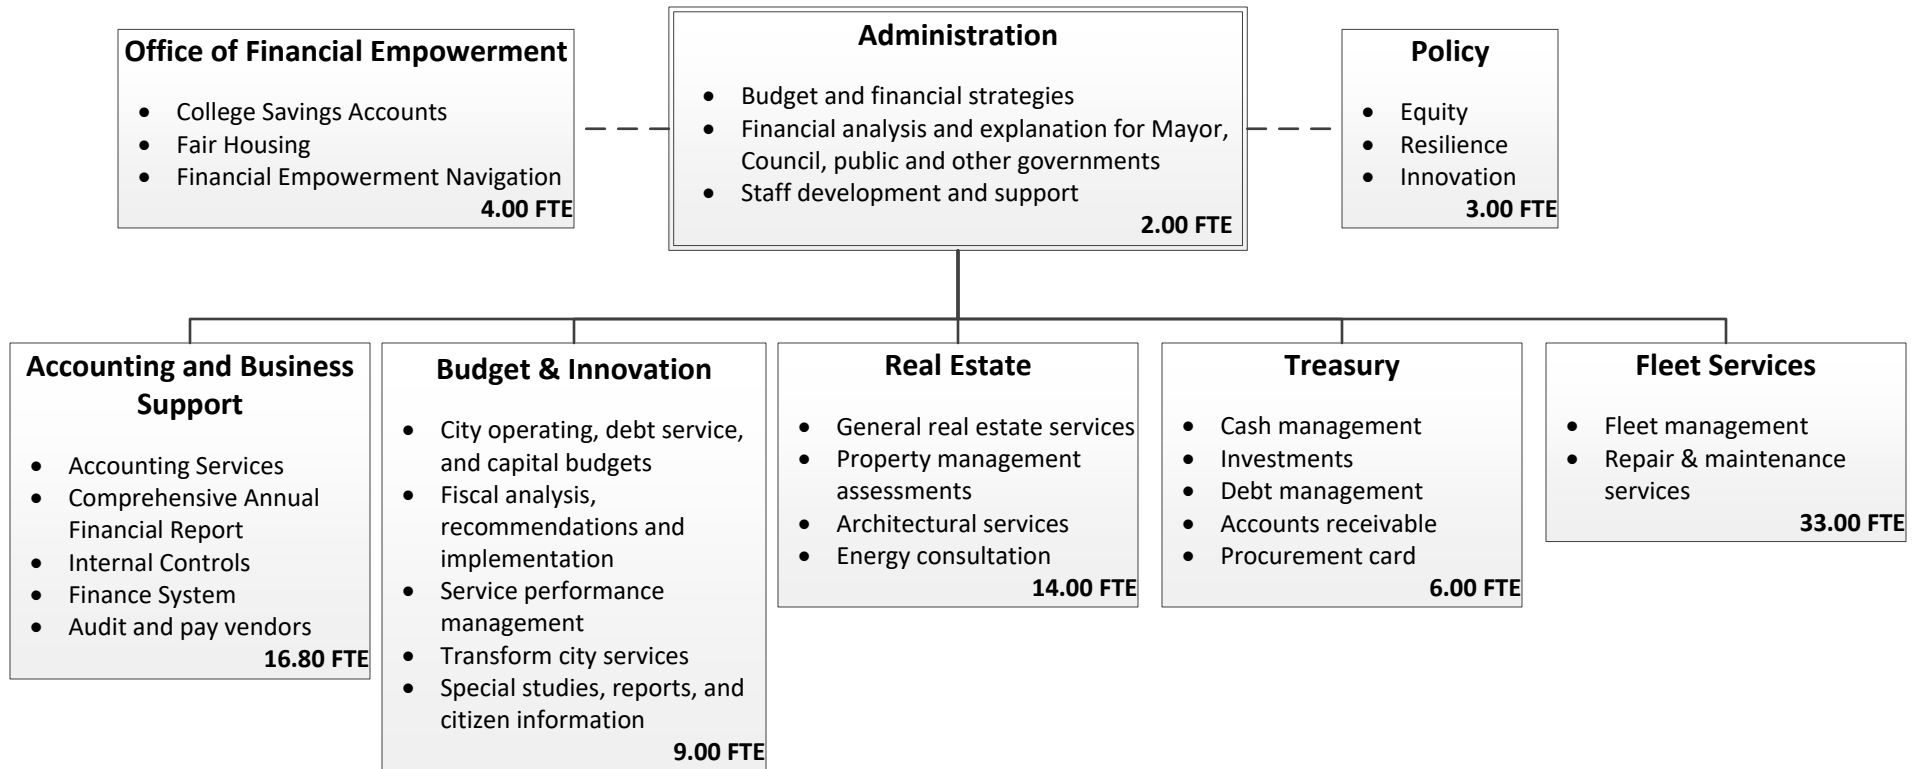 Office of Financial Empowerment
• College Savings Accounts
• Fair Housing
• Financial Empowerment Navigation
4.00 FTE
Administration
• Budget and financial strategies
• Financial analysis and explanation for Mayor,
Council, public and other governments
• Staff development and support
2.00 FTE
Policy
• Equity
• Resilience
• Innovation
3.00 FTE
Accounting and Business
Support
• Accounting Services
• Comprehensive Annual
Financial Report
• Internal Controls
• Finance System
• Audit and pay vendors
16.80 FTE
Budget & Innovation
• City operating, debt service,
and capital budgets
• Fiscal analysis,
recommendations and
implementation
• Service performance
management
• Transform city services
• Special studies, reports, and
citizen information
9.00 FTE
Real Estate
• General real estate services
• Property management
assessments
• Architectural services
• Energy consultation
14.00 FTE
Treasury
• Cash management
• Investments
• Debt management
• Accounts receivable
• Procurement card
6.00 FTE
Fleet Services
• Fleet management
• Repair & maintenance
services
33.00 FTE